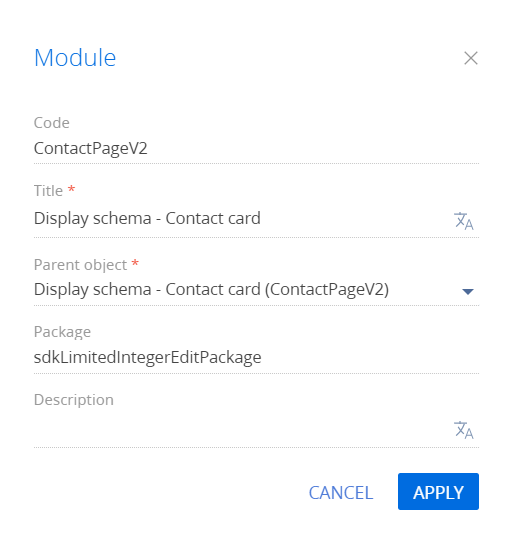 Module
Code
ContactPageV2
Title *
Display schema - Contact card
Parent object *
Display schema - Contact card (ContactPageV2)
Package
sdkLimitedIntegerEditPackage
Description
CANCEL APPLY